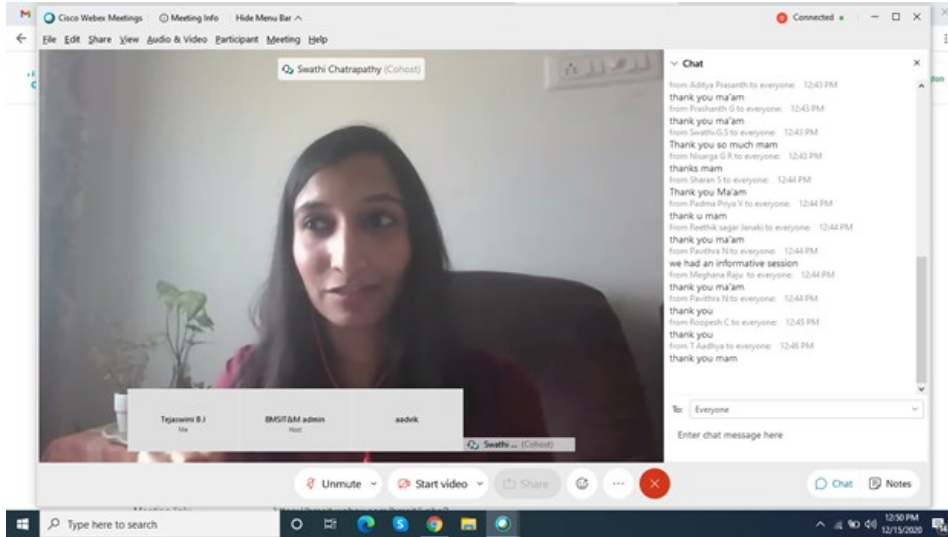 Cisco Webex Meetings
Meeting Info
Hide Menu Bar
Connected
File Edit Share View Audio & Video Participant Meeting Help
Swathi Chatrapathy (Cohost)
Chat
from Aditya Prasanth to everyone: 12:43 PM
thank you ma'am
from Prashanth G to everyone: 12:43 PM
thank you ma'am
from Swathi.G.S to everyone: 12:43 PM
Thank you so much mam
from Nisarga G R to everyone: 12:43 PM
thanks mam
from Sharan S to everyone: 12:44 PM
Thank you Ma'am
from Padma Priya V to everyone: 12:44 PM
thank u mam
from Reethik sagar Janaki to everyone: 12:44 PM
thank you ma'am
from Pavithra N to everyone: 12:44 PM
we had an informative session
from Meghana Raju to everyone: 12:44 PM
thank you ma'am
from Pavithra N to everyone: 12:44 PM
thank you
from Roopesh C to everyone: 12:45 PM
thank you
from T Aadhya to everyone: 12:46 PM
thank you mam
To: Everyone
Enter chat message here
Tejaswini B J
Me
BMSIT&M admin
Host
aadvik
Swathi ... (Cohost)
Unmute
Start video
Share
Chat
Notes
Type here to search
12:50 PM
12/15/2020